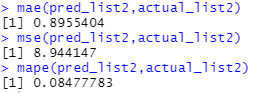 > mae(pred_list2,actual_list2)
[1] 0.8955404
> mse(pred_list2,actual_list2)
[1] 8.944147
> mape(pred_list2,actual_list2)
[1] 0.08477783